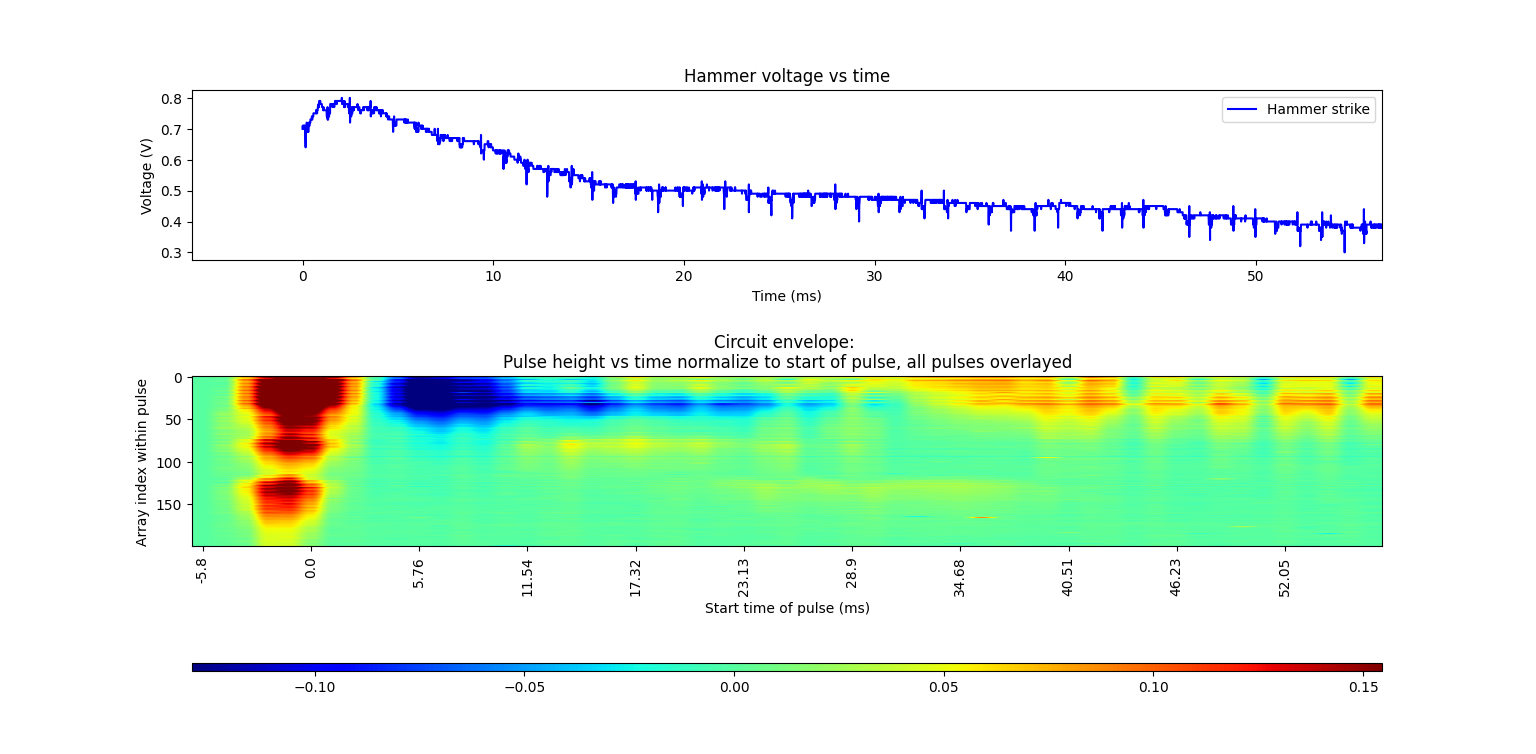 Hammer voltage vs time
0.8
0.7
0.6
0.5
0.4
0.3
Voltage (V)
Hammer strike
0 10 20 30 40 50
Time (ms)
Circuit envelope:
Pulse height vs time normalize to start of pulse, all pulses overlayed
0
50
100
150
Array index within pulse
-5.8 0.0 5.76 11.54 17.32 23.13 28.9 34.68 40.51 46.23 52.05
Start time of pulse (ms)
−0.10 −0.05 0.00 0.05 0.10 0.15